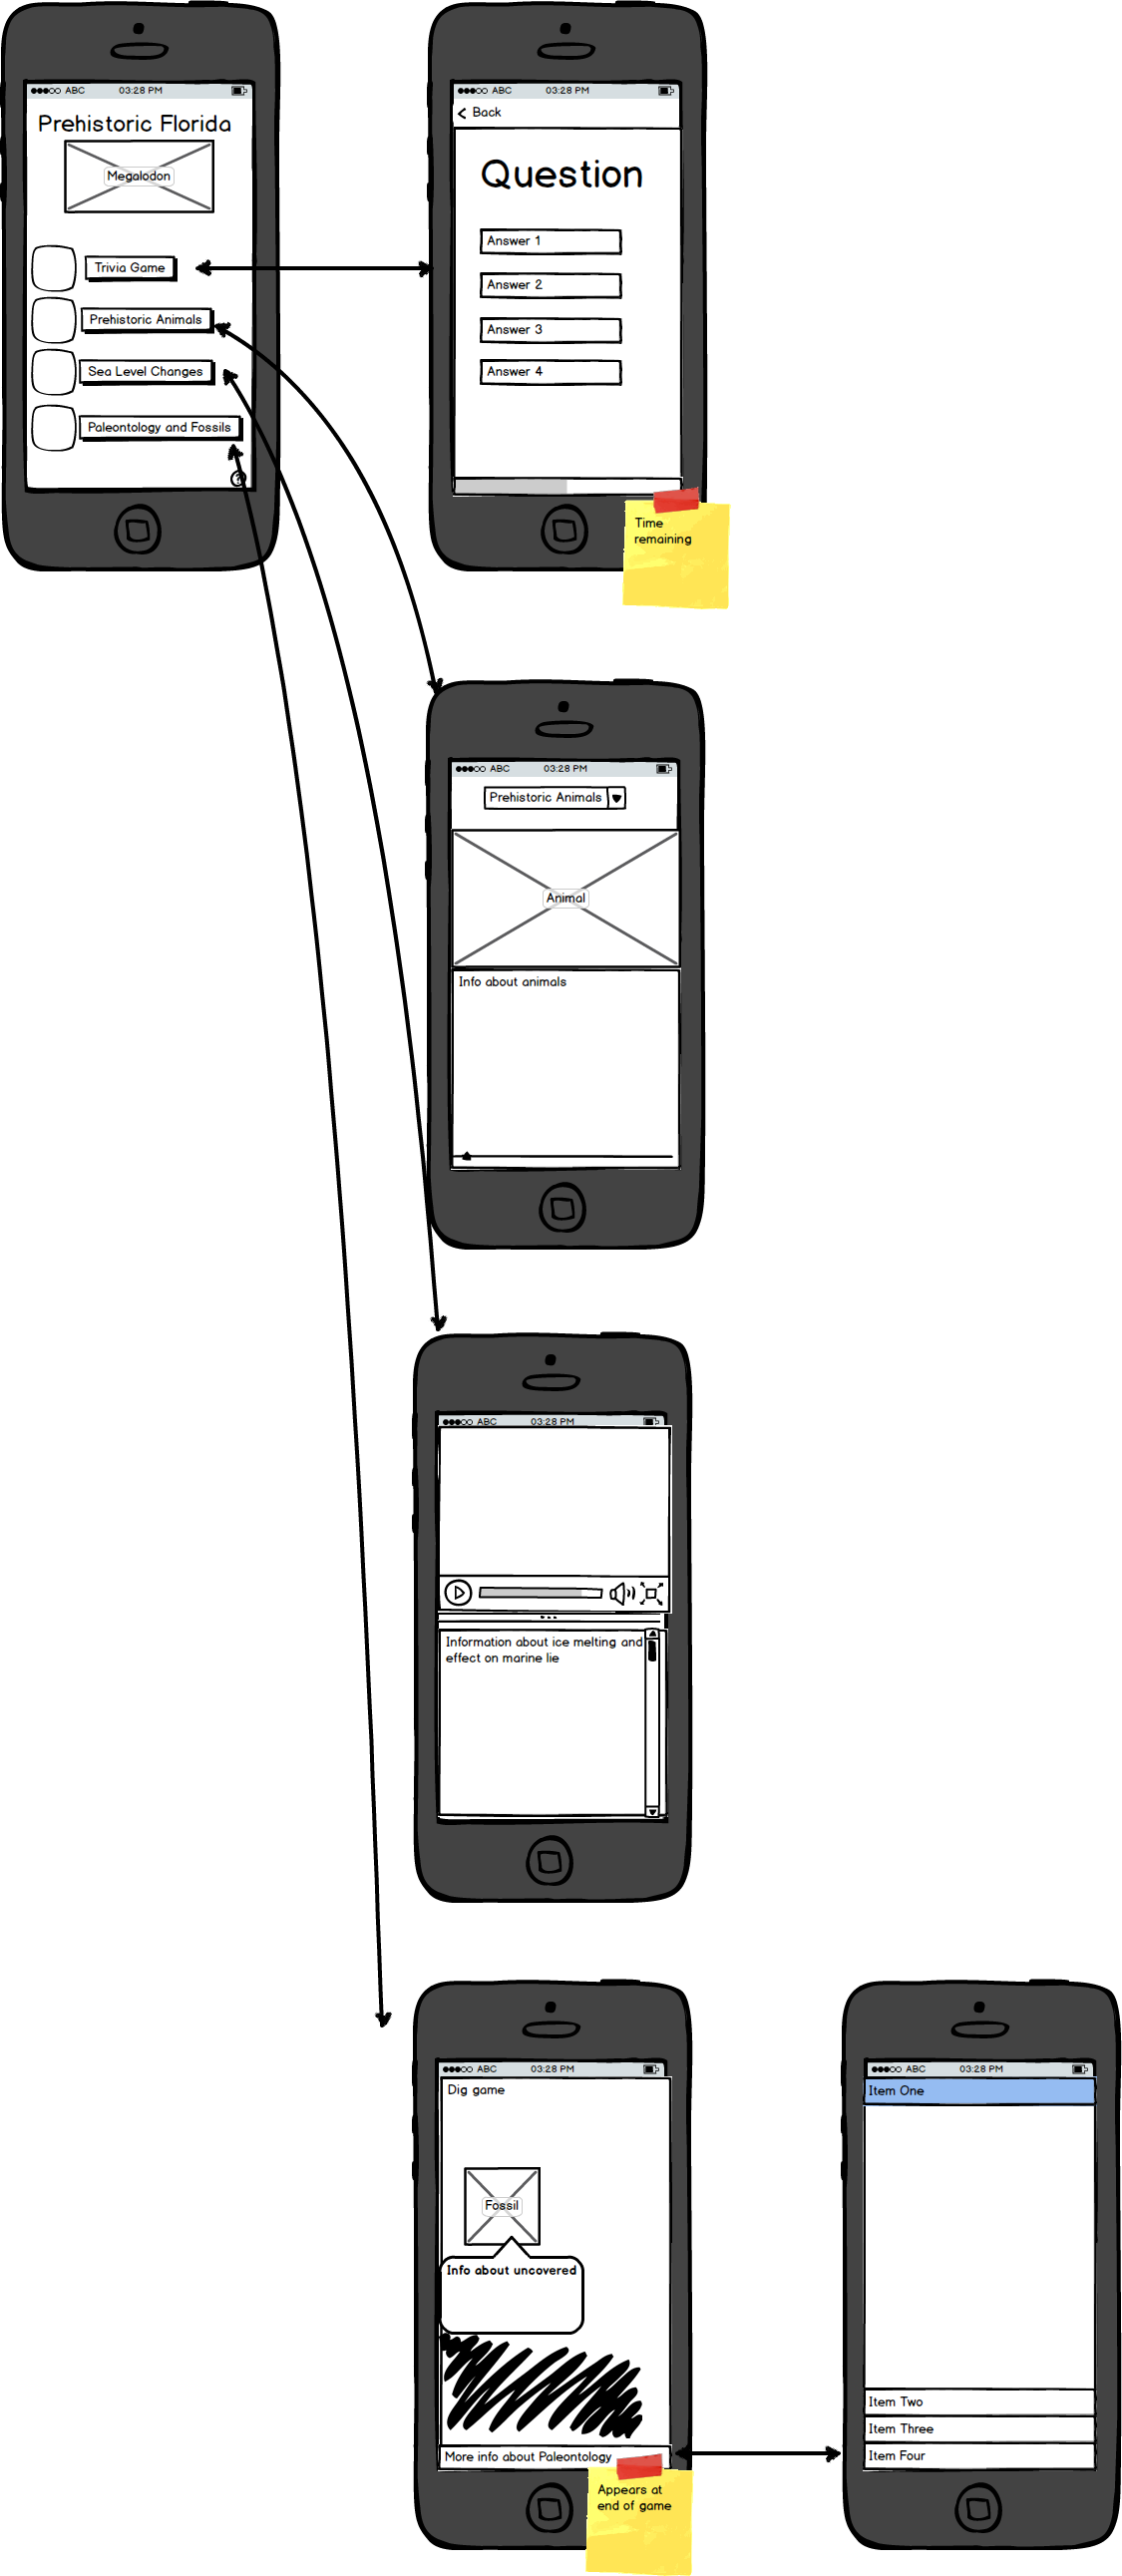 ABC 03:28 PM
Prehistoric Florida
Megalodon
Trivia Game
Prehistoric Animals
Sea Level Changes
Paleontology and Fossils
?
ABC 03:28 PM
Back
Question
Answer 1
Answer 2
Answer 3
Answer 4
Time
remaining
ABC 03:28 PM
Prehistoric Animals
Animal
Info about animals
ABC 03:28 PM
Information about ice melting and
effect on marine lie
ABC 03:28 PM
Dig game
Fossil
Info about uncovered
More info about Paleontology
Appears at
end of game
ABC 03:28 PM
Item One
Item Two
Item Three
Item Four